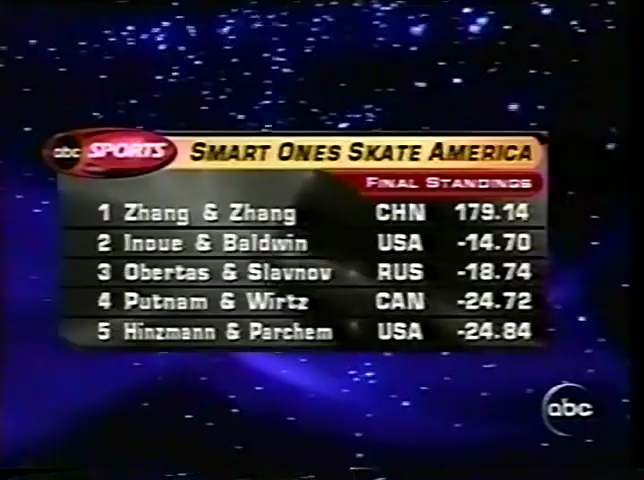 abc SPORTS SMART ONES SKATE AMERICA
FINAL STANDINGS
1 Zhang & Zhang CHN 179.14
2 Inoue & Baldwin USA -14.70
3 Obertas & Slavnov RUS -18.74
4 Putnam & Wirtz CAN -24.72
5 Hinzmann & Parchem USA -24.84
abc